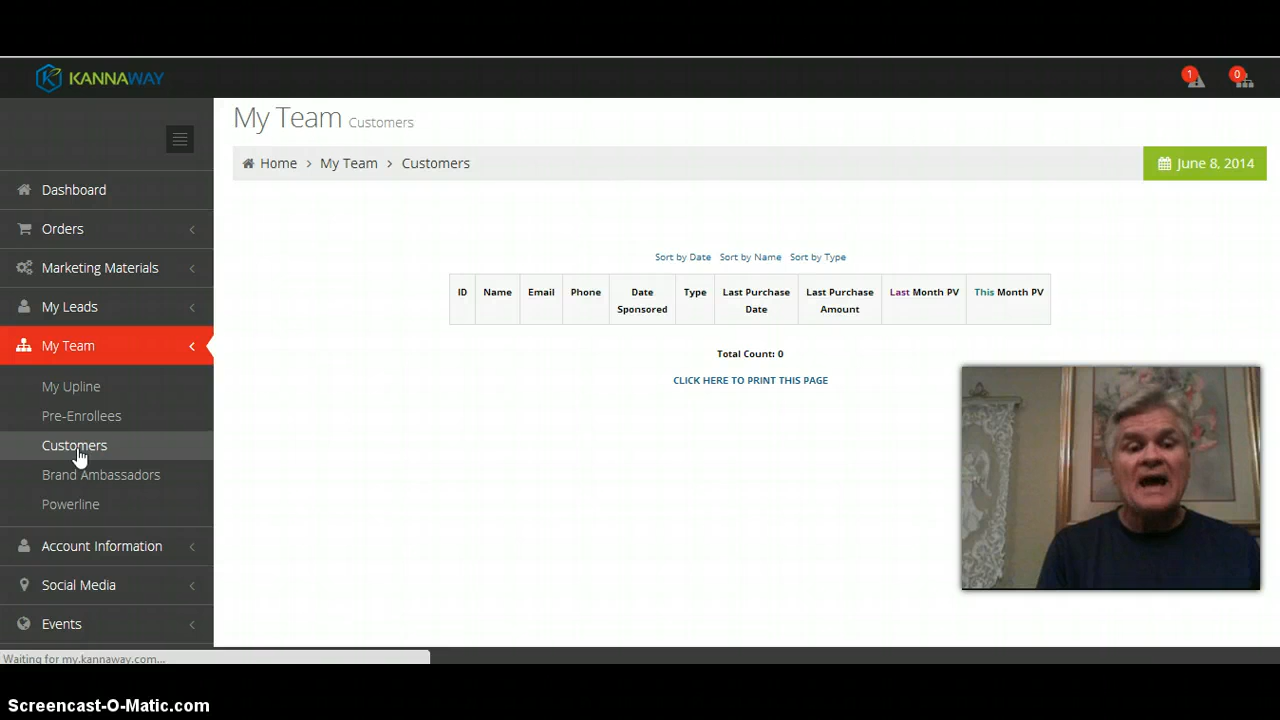 KANNAWAY
1
0
My Team Customers
Home > My Team > Customers
June 8, 2014
Dashboard
Orders
Marketing Materials
My Leads
My Team
My Upline
Pre-Enrollees
Customers
Brand Ambassadors
Powerline
Account Information
Social Media
Events
Sort by Date Sort by Name Sort by Type
ID Name Email Phone Date Sponsored Type Last Purchase Date Last Purchase Amount Last Month PV This Month PV
Total Count: 0
CLICK HERE TO PRINT THIS PAGE
Waiting for my.kannaway.com...
Screencast-O-Matic.com